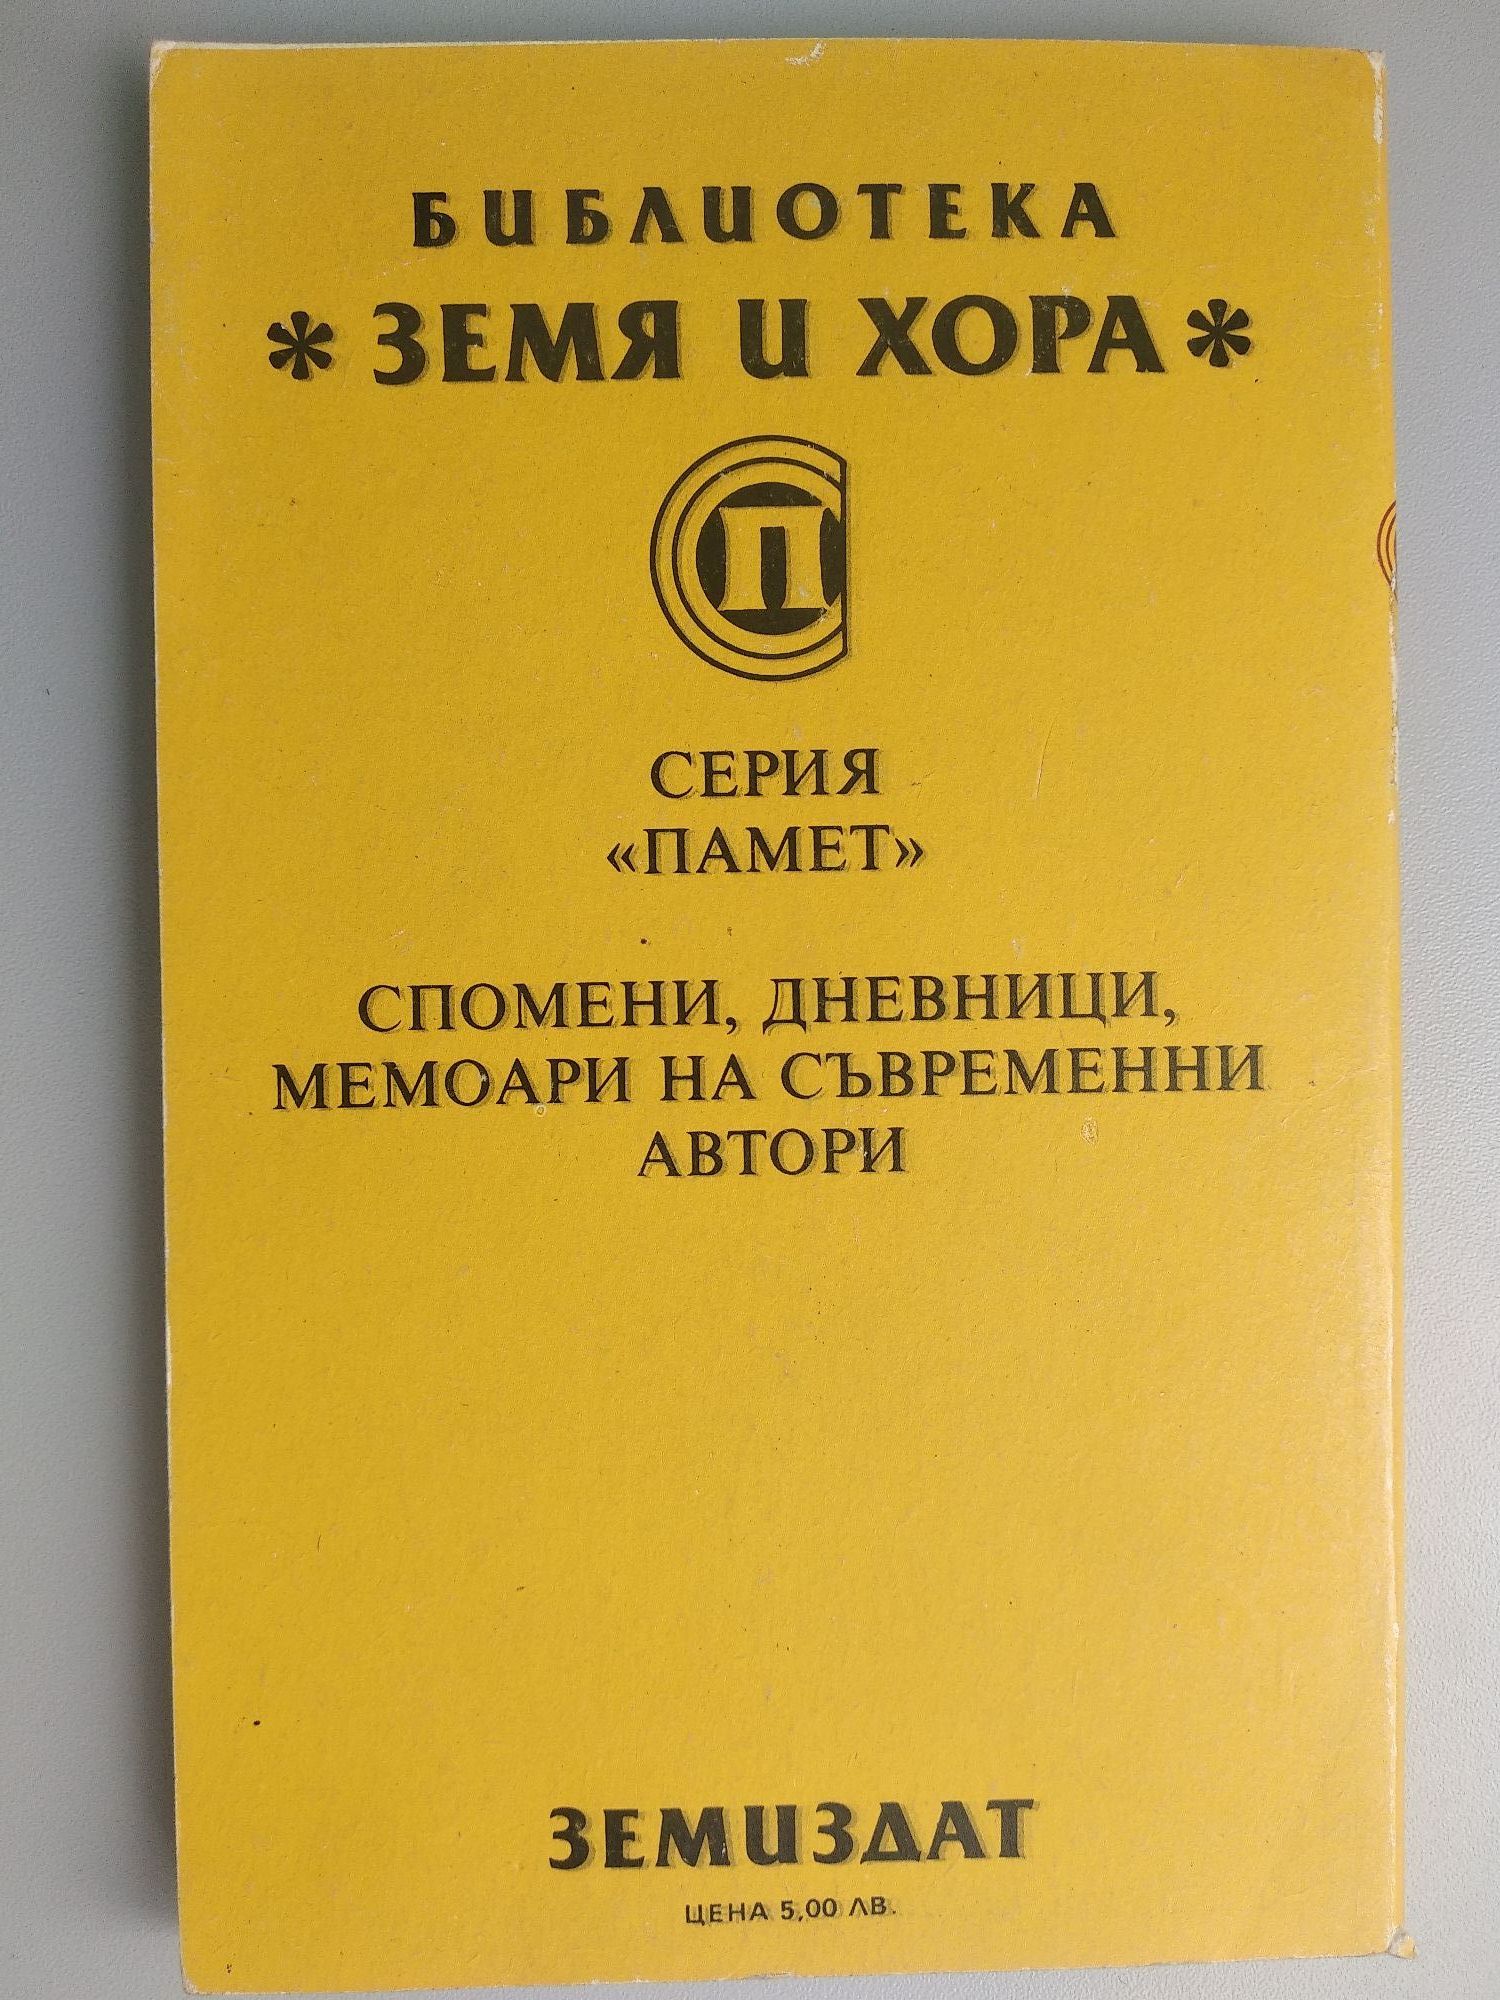 БИБЛИОТЕКА
* ЗЕМЯ И ХОРА *
П
СЕРИЯ
«ПАМЕТ»
СПОМЕНИ, ДНЕВНИЦИ,
МЕМОАРИ НА СЪВРЕМЕННИ
АВТОРИ
ЗЕМИЗДАТ
ЦЕНА 5,00 ЛВ.